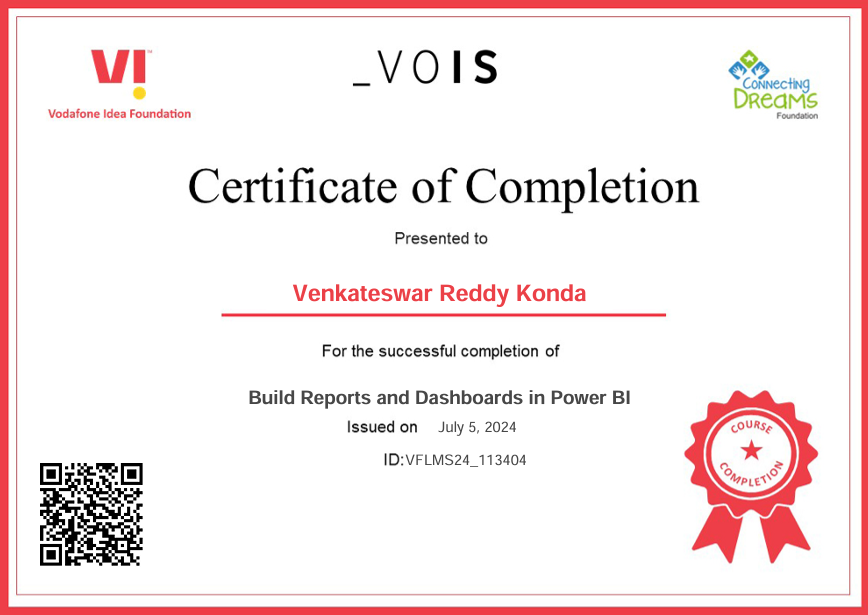 VI™
Vodafone Idea Foundation
_VOIS
Connecting
Dreams
Foundation
Certificate of Completion
Presented to
Venkateswar Reddy Konda
For the successful completion of
Build Reports and Dashboards in Power BI
Issued on July 5, 2024
ID:VFLMS24_113404
COURSE
COMPLETION